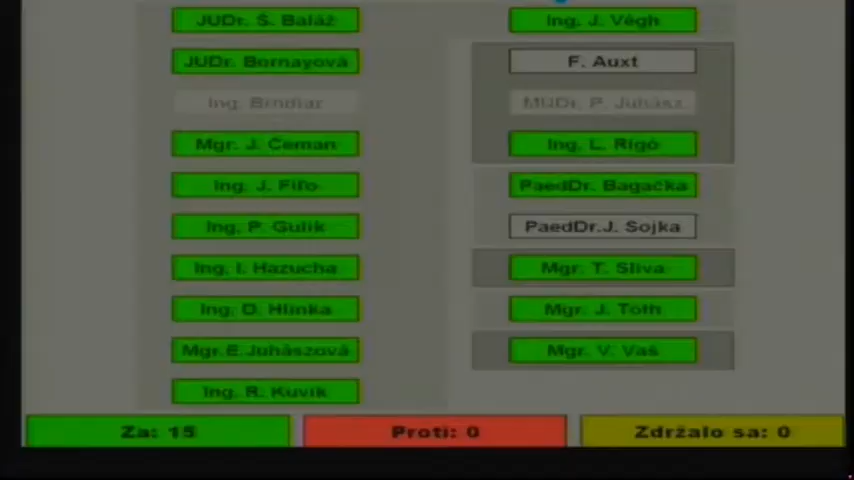 JUDr. Š. Baláž
JUDr. Bornayová
Ing. Brndiar
Mgr. J. Čeman
Ing. J. Fiľo
Ing. P. Gulik
Ing. I. Hazucha
Ing. D. Hlinka
Mgr.E.Juhászová
Ing. R. Kuvik
Ing. J. Végh
F. Auxt
MUDr. P. Juhász
Ing. L. Rigó
PaedDr. Bagačka
PaedDr.J. Sojka
Mgr. T. Sliva
Mgr. J. Tóth
Mgr. V. Vaš
Za: 15
Proti: 0
Zdržalo sa: 0